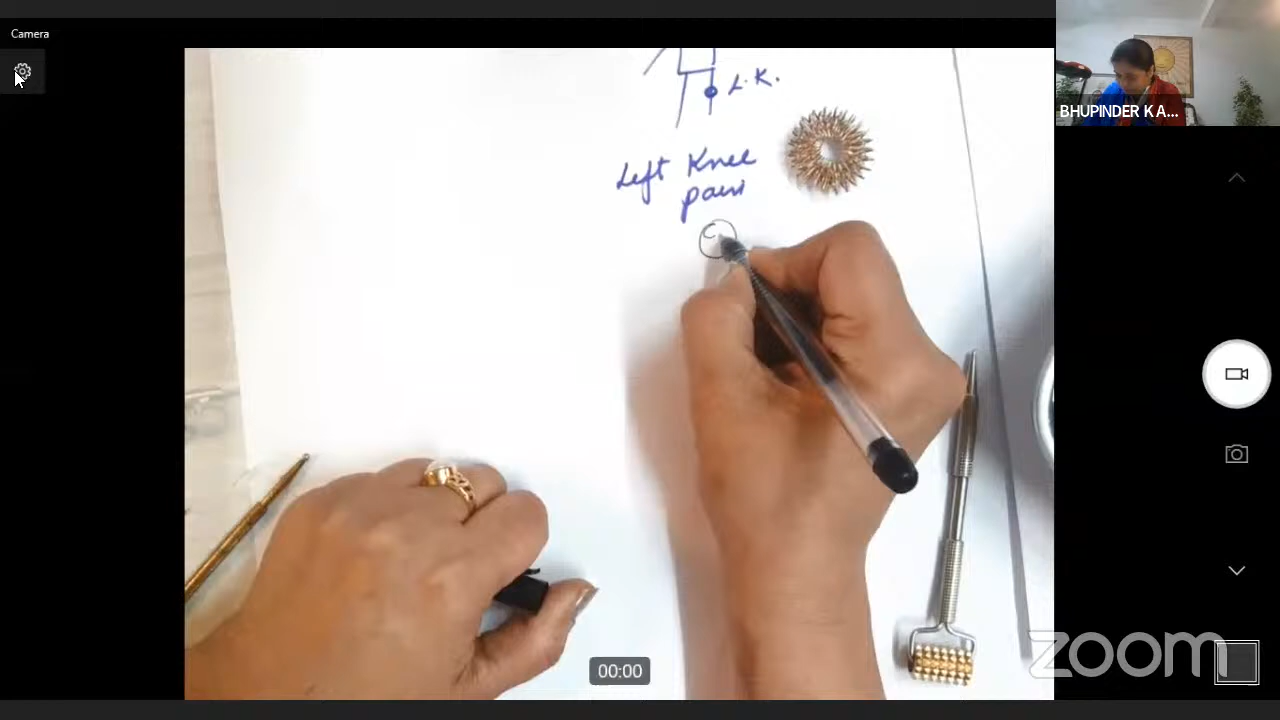 Camera
BHUPINDER K A...
L.K.
Left Knee
pain
00:00
zoom